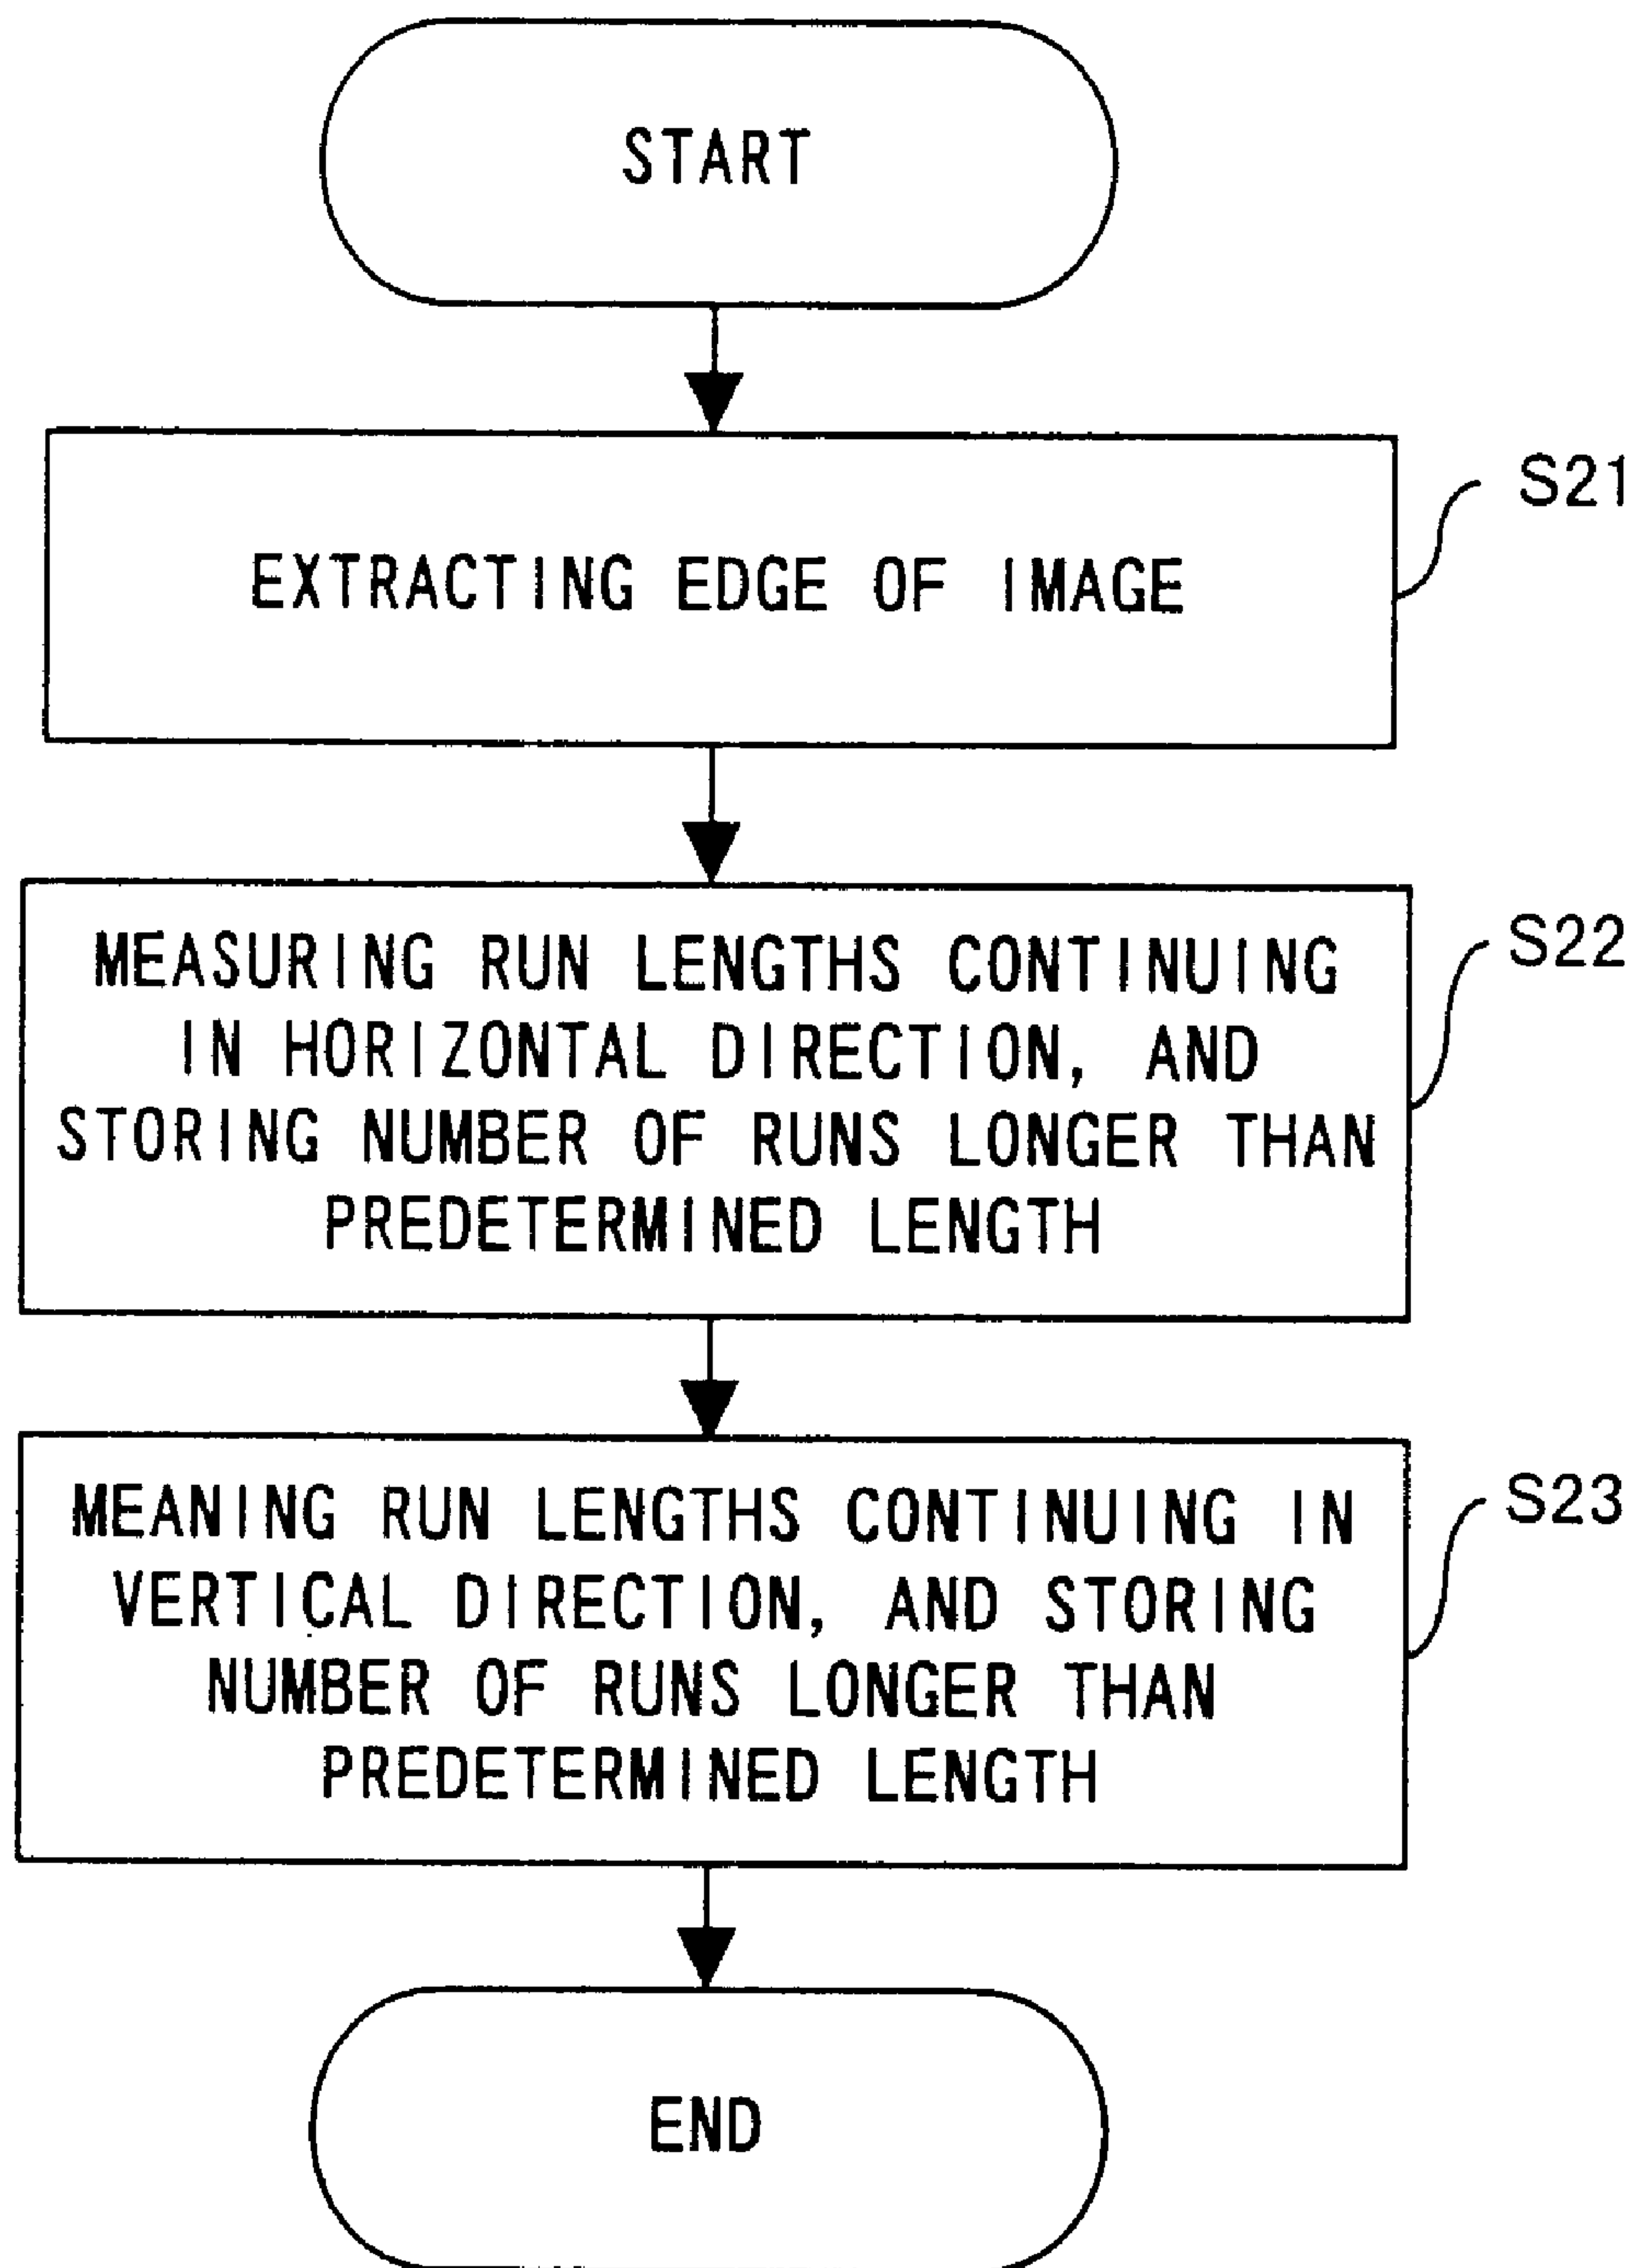 START
S21
EXTRACTING EDGE OF IMAGE
S22
MEASURING RUN LENGTHS CONTINUING
IN HORIZONTAL DIRECTION, AND
STORING NUMBER OF RUNS LONGER THAN
PREDETERMINED LENGTH
S23
MEANING RUN LENGTHS CONTINUING IN
VERTICAL DIRECTION, AND STORING
NUMBER OF RUNS LONGER THAN
PREDETERMINED LENGTH
END